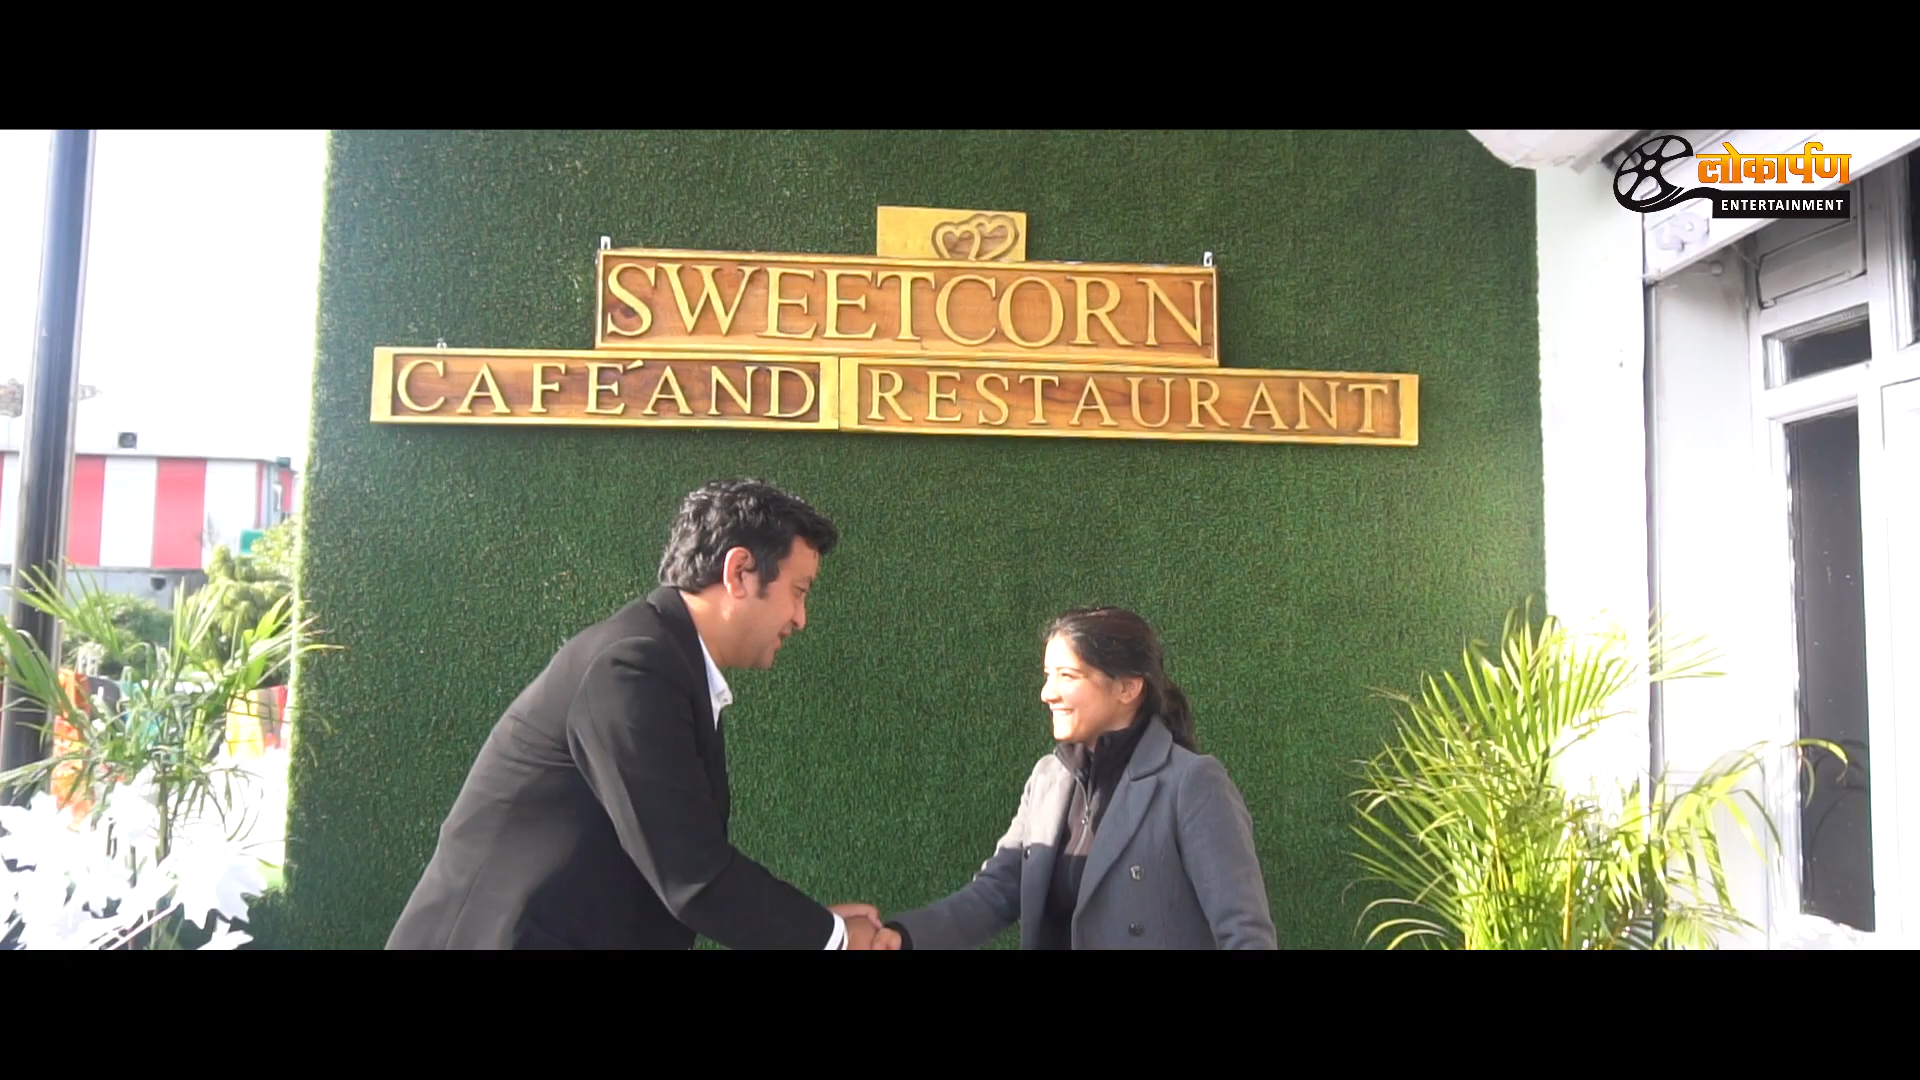 लोकार्पण
ENTERTAINMENT
SWEETCORN
CAFÉ AND RESTAURANT